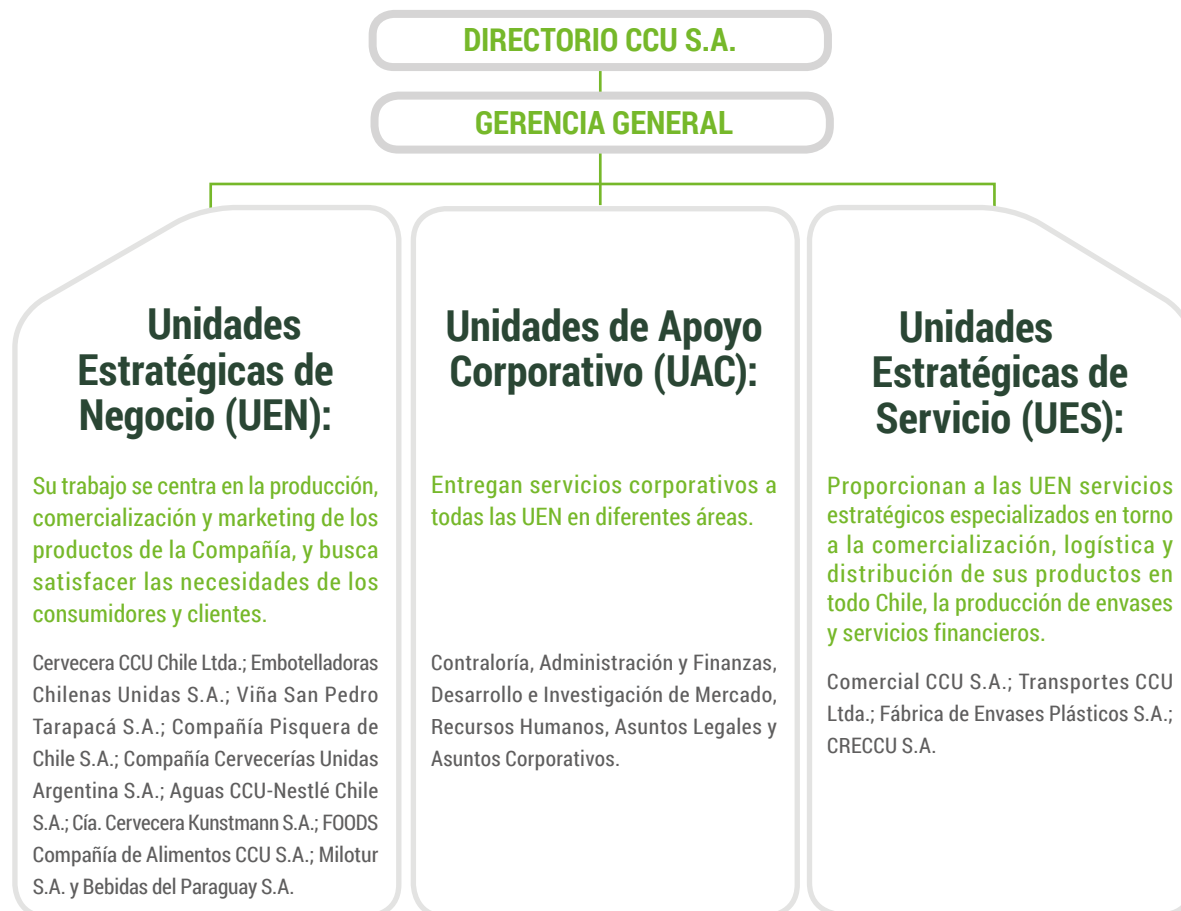 DIRECTORIO CCU S.A.
GERENCIA GENERAL
Unidades
Estratégicas de
Negocio (UEN):
Su trabajo se centra en la producción,
comercialización y marketing de los
productos de la Compañía, y busca
satisfacer las necesidades de los
consumidores y clientes.
Cervecera CCU Chile Ltda.; Embotelladoras
Chilenas Unidas S.A.; Viña San Pedro
Tarapacá S.A.; Compañía Pisquera de
Chile S.A.; Compañía Cervecerías Unidas
Argentina S.A.; Aguas CCU-Nestlé Chile
S.A.; Cía. Cervecera Kunstmann S.A.; FOODS
Compañía de Alimentos CCU S.A.; Milotur
S.A. y Bebidas del Paraguay S.A.
Unidades de Apoyo
Corporativo (UAC):
Entregan servicios corporativos a
todas las UEN en diferentes áreas.
Contraloría, Administración y Finanzas,
Desarrollo e Investigación de Mercado,
Recursos Humanos, Asuntos Legales y
Asuntos Corporativos.
Unidades
Estratégicas de
Servicio (UES):
Proporcionan a las UEN servicios
estratégicos especializados en torno
a la comercialización, logística y
distribución de sus productos en
todo Chile, la producción de envases
y servicios financieros.
Comercial CCU S.A.; Transportes CCU
Ltda.; Fábrica de Envases Plásticos S.A.;
CRECCU S.A.